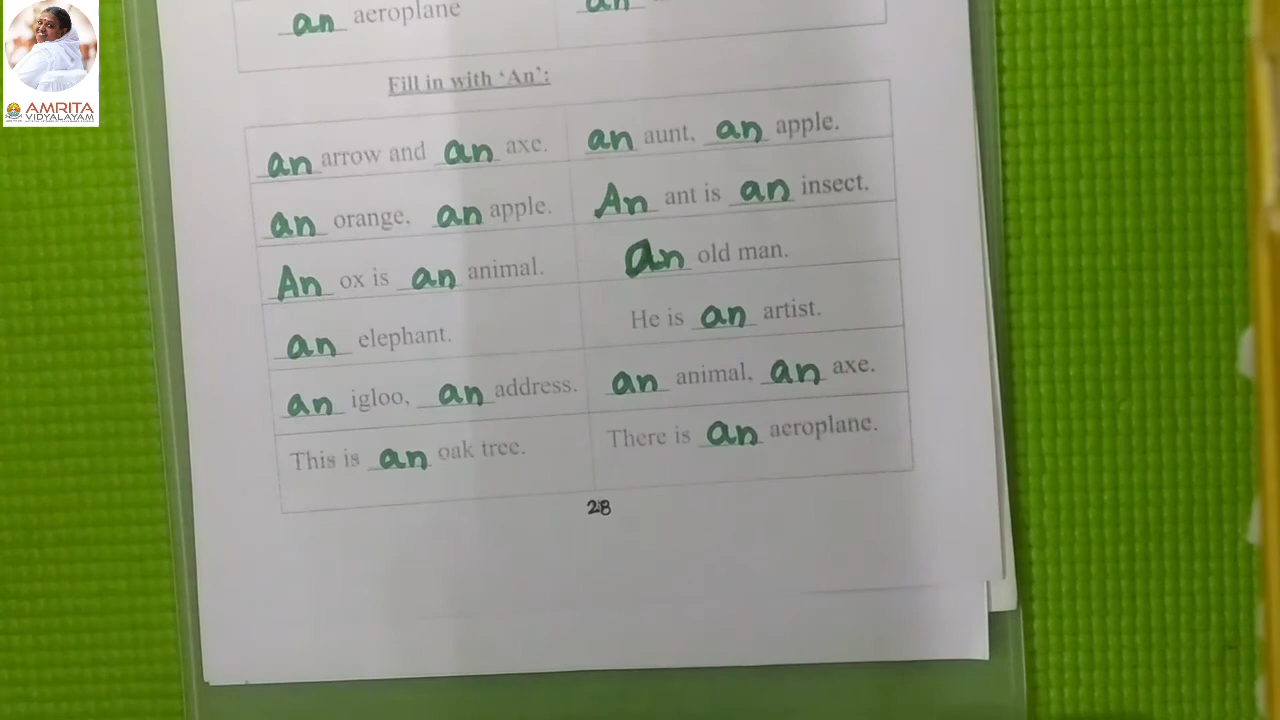 an aeroplane an
Fill in with ‘An’:
an arrow and an axe. an aunt, an apple.
an orange, an apple. An ant is an insect.
An ox is an animal. an old man.
an elephant. He is an artist.
an igloo, an address. an animal, an axe.
This is an oak tree. There is an aeroplane.
28
AMRITA
VIDYALAYAM